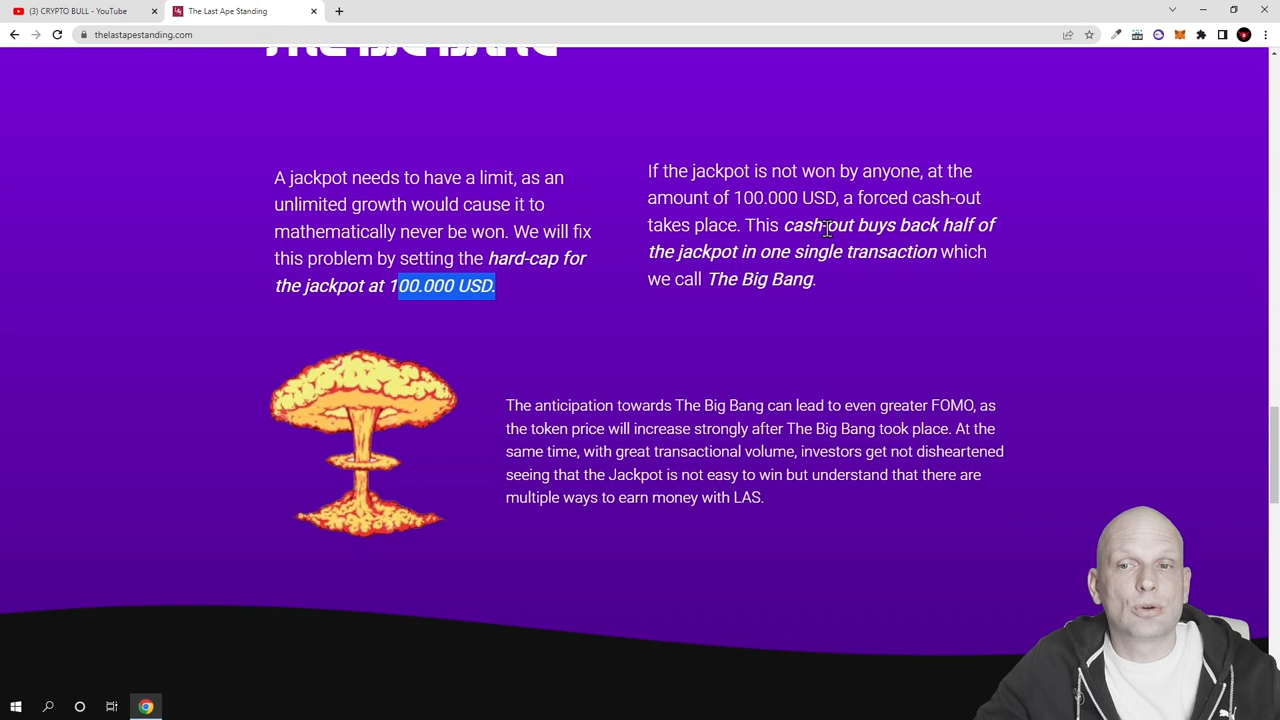 (3) CRYPTO BULL - YouTube
The Last Ape Standing
thelastapestanding.com
A jackpot needs to have a limit, as an
unlimited growth would cause it to
mathematically never be won. We will fix
this problem by setting the hard-cap for
the jackpot at 100.000 USD.
If the jackpot is not won by anyone, at the
amount of 100.000 USD, a forced cash-out
takes place. This cash-out buys back half of
the jackpot in one single transaction which
we call The Big Bang.
The anticipation towards The Big Bang can lead to even greater FOMO, as
the token price will increase strongly after The Big Bang took place. At the
same time, with great transactional volume, investors get not disheartened
seeing that the Jackpot is not easy to win but understand that there are
multiple ways to earn money with LAS.